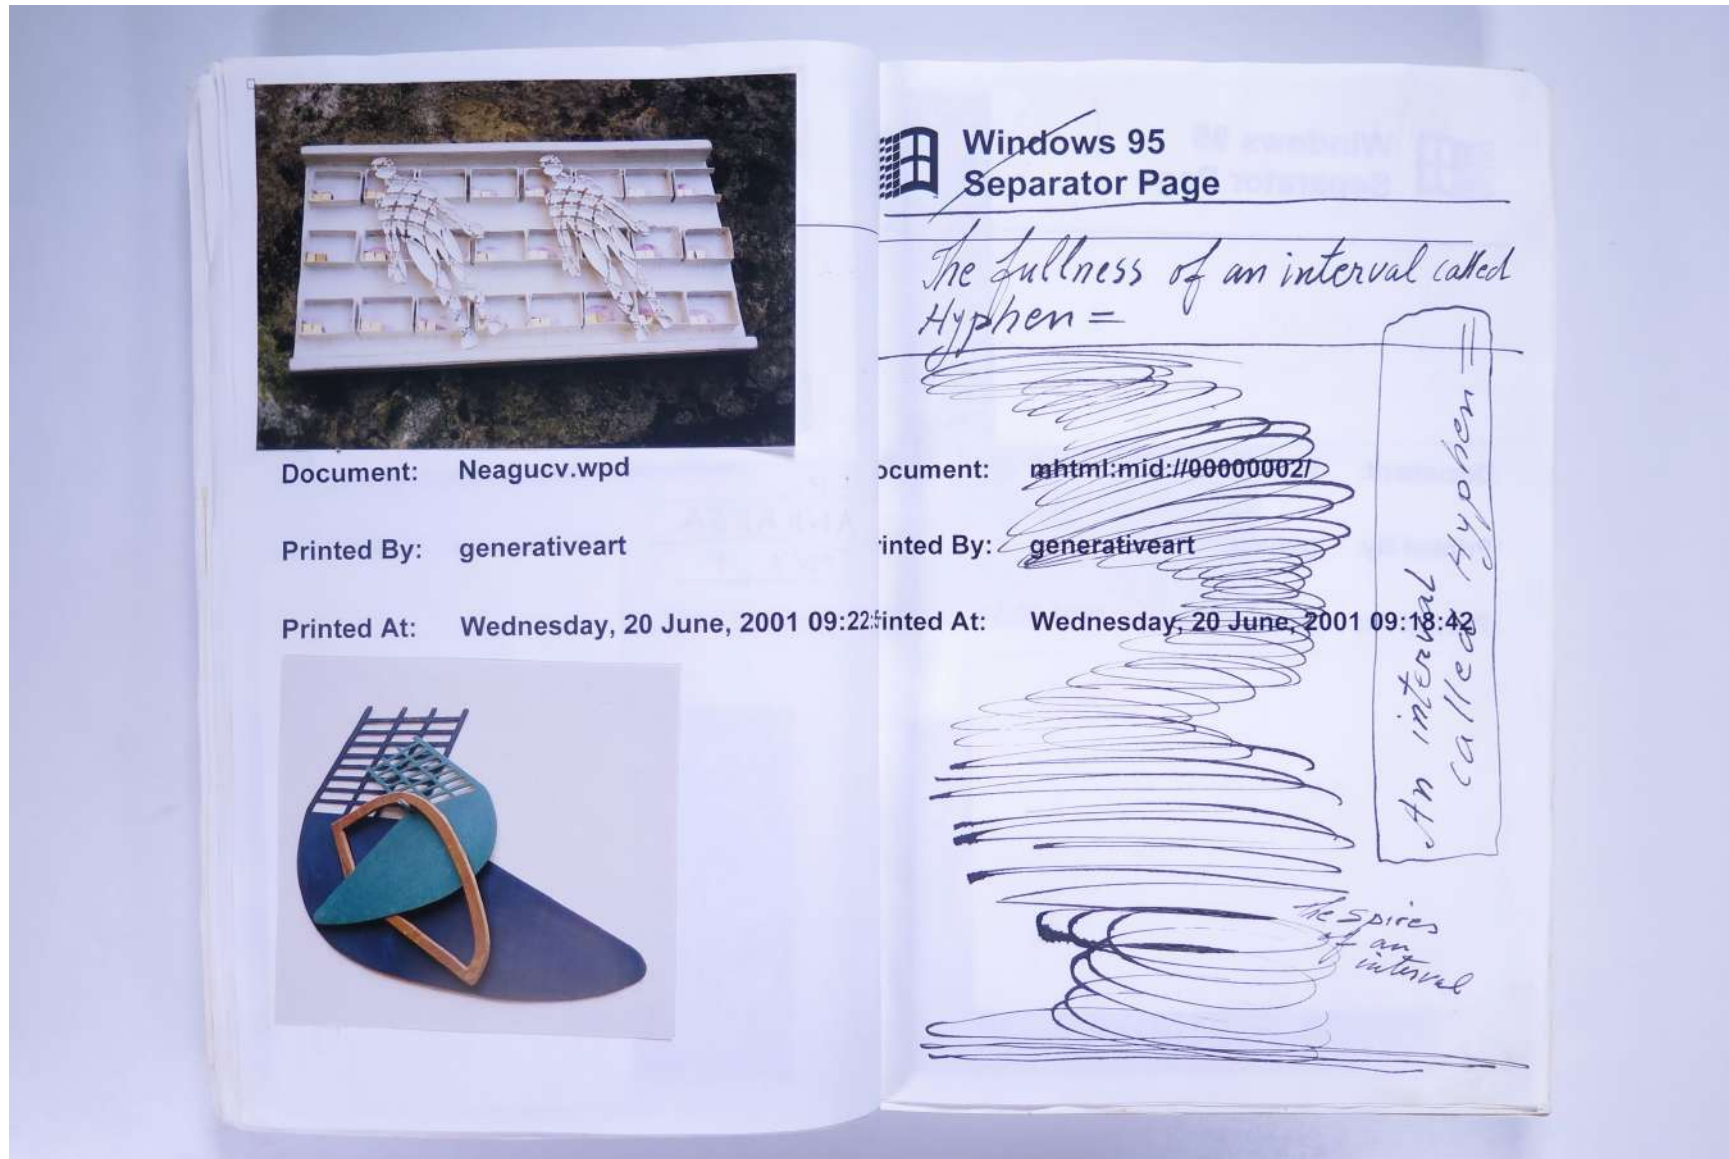 Document: Neagucv.wpd
Printed By: generativeart
Printed At: Wednesday, 20 June, 2001 09:22:
Windows 95
Separator Page
The fullness of an interval called
Hyphen =
ocument: mhtml:mid://00000002/
inted By: generativeart
inted At: Wednesday, 20 June, 2001 09:18:42
An interval
called Hyphen =
The spires
of an
interval